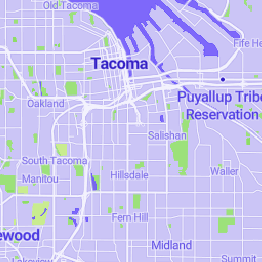 Old Tacoma
Fife He
Tacoma
Puyallup Tribe
Reservation
Oakland
Salishan
South Tacoma
Manitou
Hillsdale
Waller
Fern Hill
ewood
Midland
Summit
Lakeview